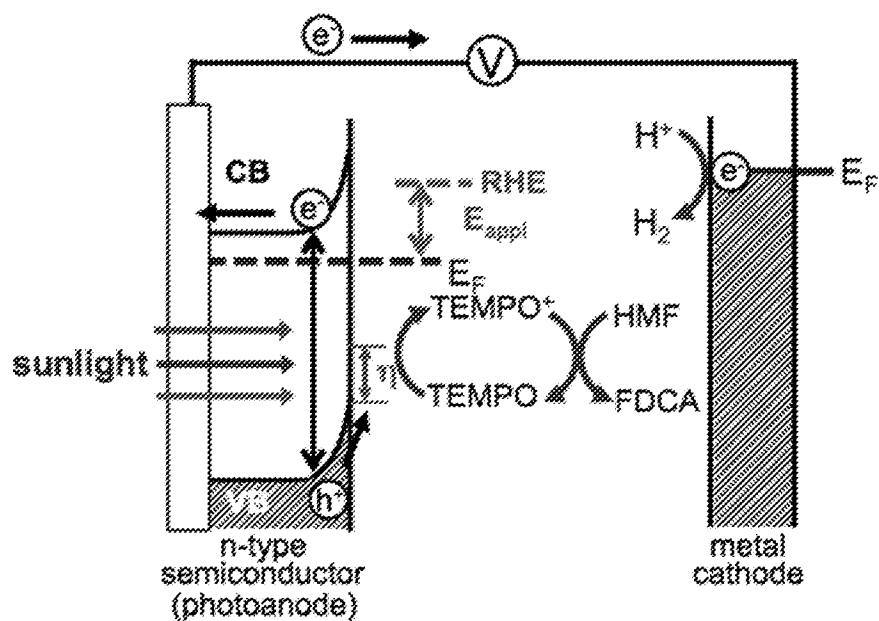 e-
V
CB
e-
RHE
E_appl
E_F
sunlight
η
TEMPO+
TEMPO
HMF
FDCA
VB
h+
H+
H2
e-
E_F
n-type
semiconductor
(photoanode)
metal
cathode